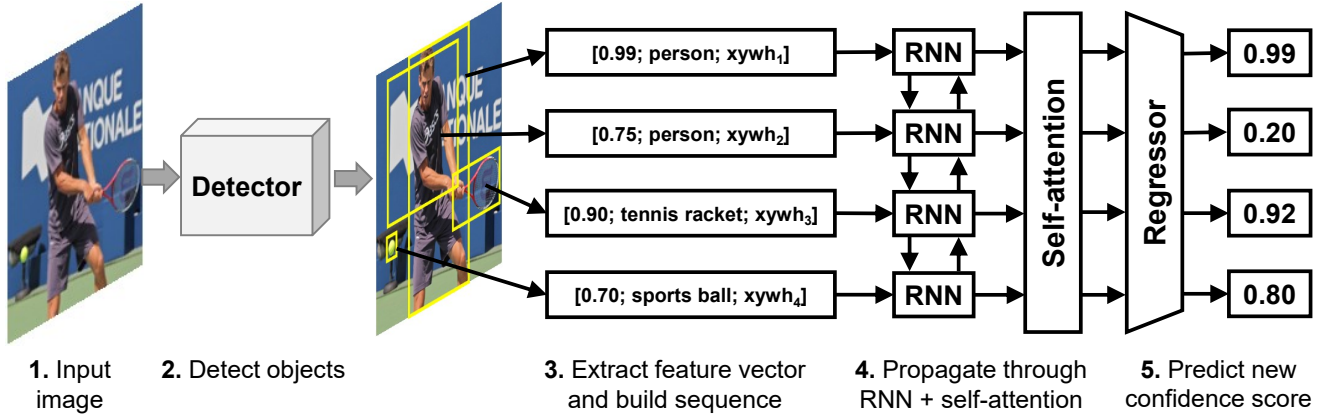 NQUE
TIONALE
Detector
NQUE
TIONALE
[0.99; person; xywh₁]
[0.75; person; xywh₂]
[0.90; tennis racket; xywh₃]
[0.70; sports ball; xywh₄]
RNN
RNN
RNN
RNN
Self-attention
Regressor
0.99
0.20
0.92
0.80
1. Input
image
2. Detect objects
3. Extract feature vector
and build sequence
4. Propagate through
RNN + self-attention
5. Predict new
confidence score